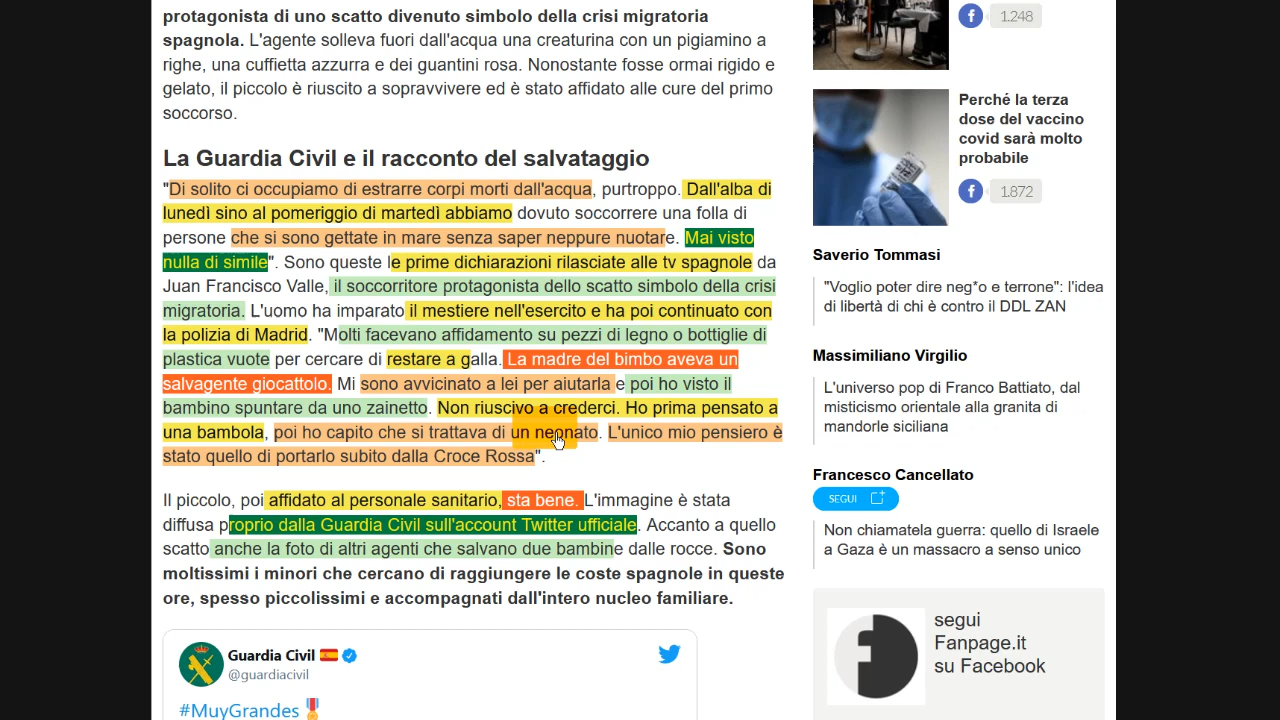 protagonista di uno scatto divenuto simbolo della crisi migratoria
spagnola. L'agente solleva fuori dall'acqua una creaturina con un pigiamino a
righe, una cuffietta azzurra e dei guantini rosa. Nonostante fosse ormai rigido e
gelato, il piccolo è riuscito a sopravvivere ed è stato affidato alle cure del primo
soccorso.
La Guardia Civil e il racconto del salvataggio
"Di solito ci occupiamo di estrarre corpi morti dall'acqua, purtroppo. Dall'alba di
lunedì sino al pomeriggio di martedì abbiamo dovuto soccorrere una folla di
persone che si sono gettate in mare senza saper neppure nuotare. Mai visto
nulla di simile". Sono queste le prime dichiarazioni rilasciate alle tv spagnole da
Juan Francisco Valle, il soccorritore protagonista dello scatto simbolo della crisi
migratoria. L'uomo ha imparato il mestiere nell'esercito e ha poi continuato con
la polizia di Madrid. "Molti facevano affidamento su pezzi di legno o bottiglie di
plastica vuote per cercare di restare a galla. La madre del bimbo aveva un
salvagente giocattolo. Mi sono avvicinato a lei per aiutarla e poi ho visto il
bambino spuntare da uno zainetto. Non riuscivo a crederci. Ho prima pensato a
una bambola, poi ho capito che si trattava di un neonato. L'unico mio pensiero è
stato quello di portarlo subito dalla Croce Rossa".
Il piccolo, poi affidato al personale sanitario, sta bene. L'immagine è stata
diffusa proprio dalla Guardia Civil sull'account Twitter ufficiale. Accanto a quello
scatto anche la foto di altri agenti che salvano due bambine dalle rocce. Sono
moltissimi i minori che cercano di raggiungere le coste spagnole in queste
ore, spesso piccolissimi e accompagnati dall'intero nucleo familiare.
Guardia Civil
@guardiacivil
#MuyGrandes
1.248
Perché la terza
dose del vaccino
covid sarà molto
probabile
1.872
Saverio Tommasi
"Voglio poter dire neg*o e terrone": l'idea
di libertà di chi è contro il DDL ZAN
Massimiliano Virgilio
L'universo pop di Franco Battiato, dal
misticismo orientale alla granita di
mandorle siciliana
Francesco Cancellato
SEGUI
Non chiamatela guerra: quello di Israele
a Gaza è un massacro a senso unico
segui
Fanpage.it
su Facebook